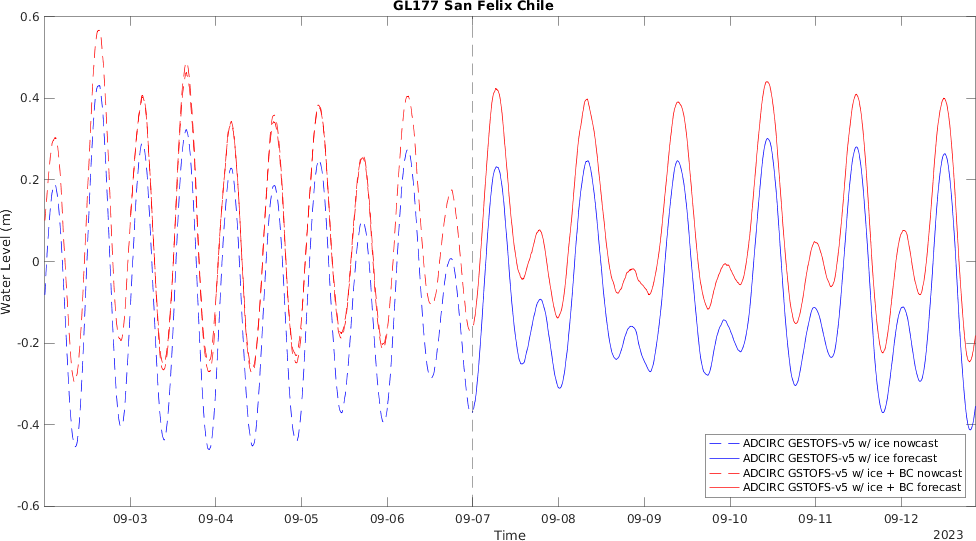 GL177 San Felix Chile
0.6
0.4
0.2
0
-0.2
-0.4
-0.6
Water Level (m)
09-03 09-04 09-05 09-06 09-07 09-08 09-09 09-10 09-11 09-12
Time
2023
ADCIRC GESTOFS-v5 w/ ice nowcast
ADCIRC GESTOFS-v5 w/ ice forecast
ADCIRC GSTOFS-v5 w/ ice + BC nowcast
ADCIRC GSTOFS-v5 w/ ice + BC forecast